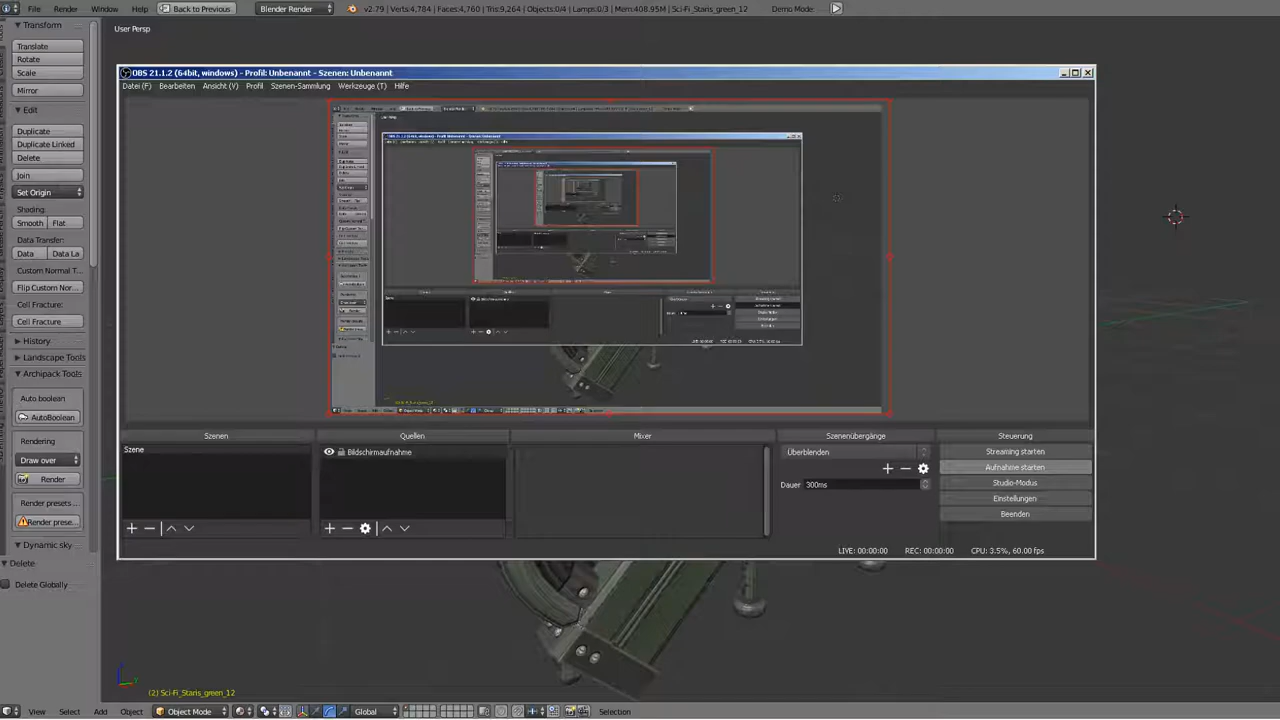 File Render Window Help Back to Previous Blender Render v2.79 | Verts:4,784 | Faces:4,760 | Tris:9,264 | Objects:0/4 | Lamps:0/3 | Mem:408.95M | Sci-Fi_Staris_green_12 Demo Mode:
User Persp
Transform
Translate
Rotate
Scale
Mirror
Edit
Duplicate
Duplicate Linked
Delete
Join
Set Origin
Shading:
Smooth Flat
Data Transfer:
Data Data La
Custom Normal T...
Flip Custom Nor...
Cell Fracture:
Cell Fracture
History
Landscape Tools
Archipack Tools
Auto boolean
AutoBoolean
Rendering
Draw over
Render
Render presets...
Render prese...
Dynamic sky
Delete
Delete Globally
OBS 21.1.2 (64bit, windows) - Profil: Unbenannt - Szenen: Unbenannt
Datei (F) Bearbeiten Ansicht (V) Profil Szenen-Sammlung Werkzeuge (T) Hilfe
Szenen Quellen Mixer Szenenübergänge Steuerung
Szene Bildschirmaufnahme Überblenden Streaming starten
Aufnahme starten
Dauer 300ms Studio-Modus
Einstellungen
Beenden
LIVE: 00:00:00 REC: 00:00:00 CPU: 3.5%, 60.00 fps
(2) Sci-Fi_Staris_green_12
View Select Add Object Object Mode Global Selection